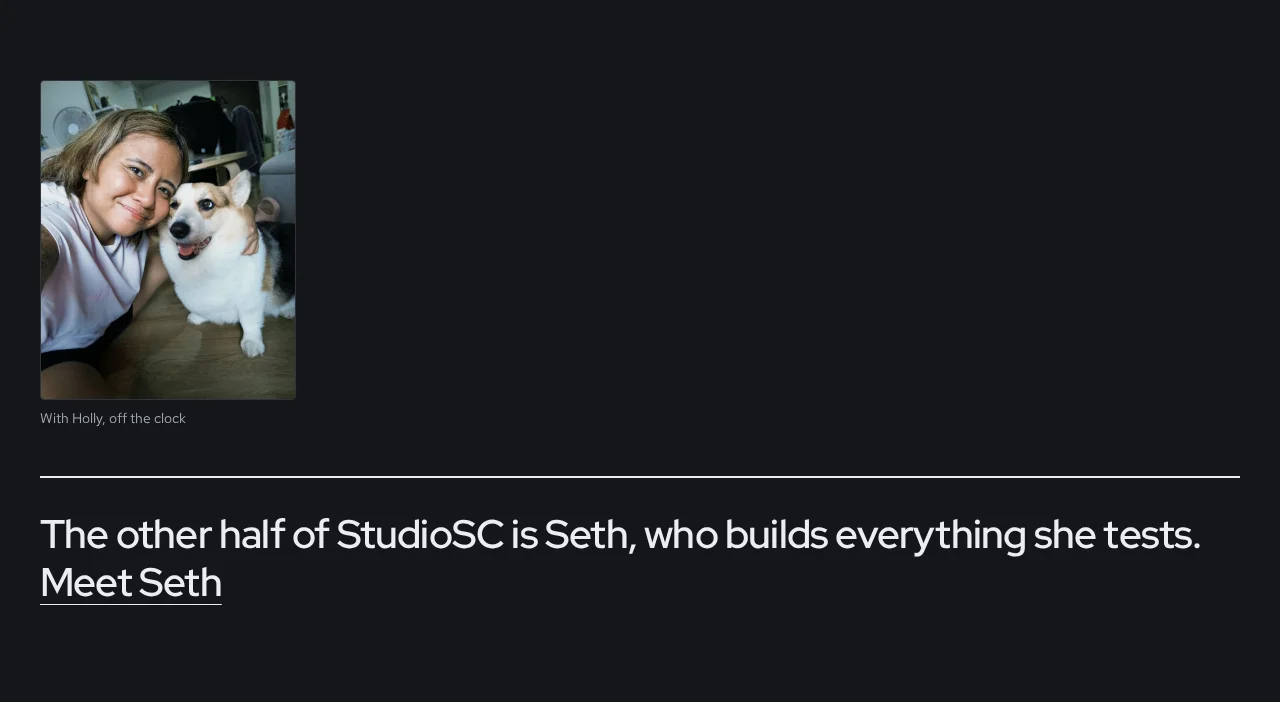 With Holly, off the clock
The other half of StudioSC is Seth, who builds everything she tests.
Meet Seth